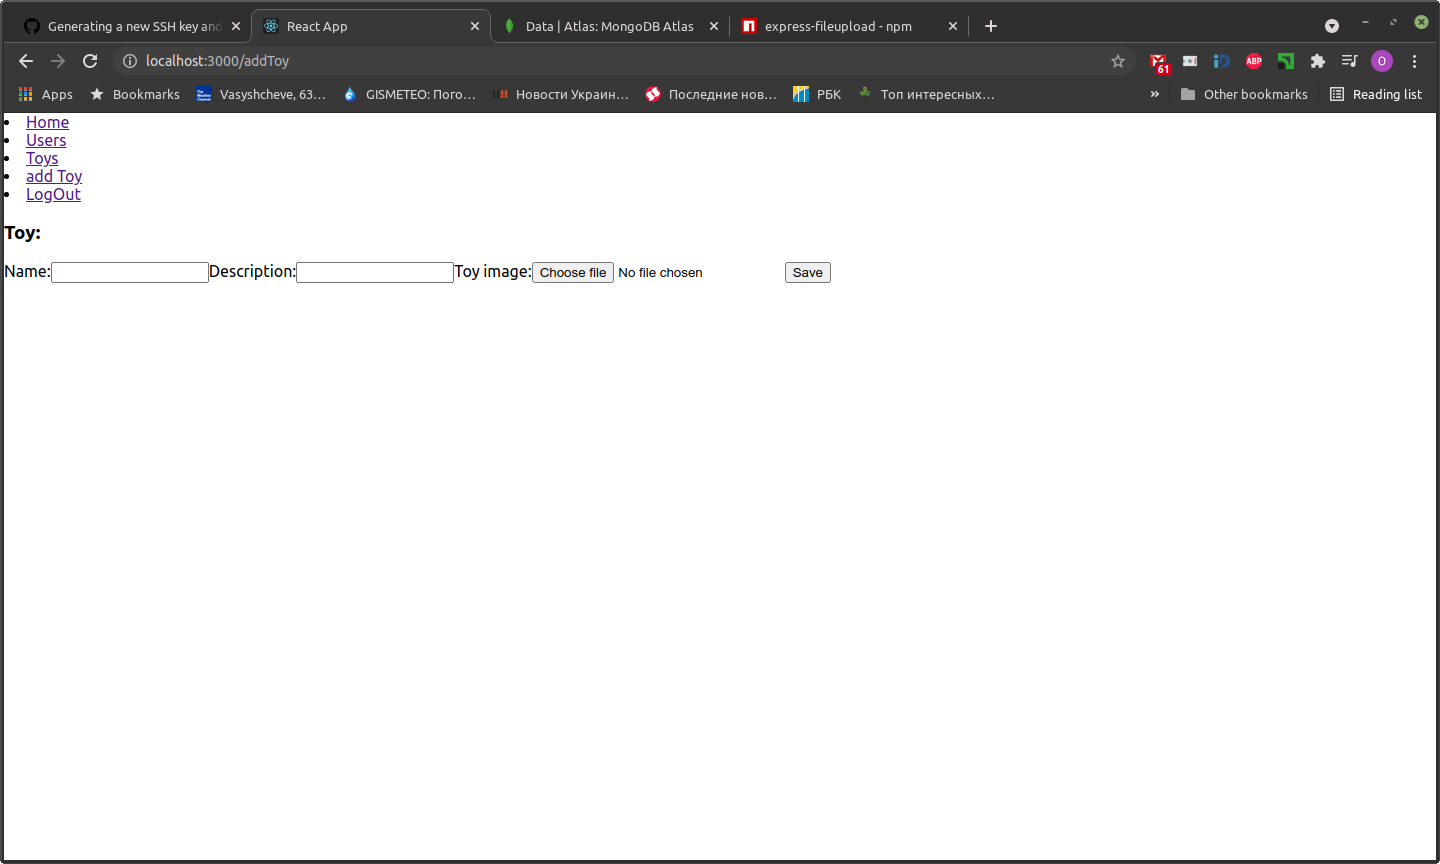 Generating a new SSH key and
React App
Data | Atlas: MongoDB Atlas
express-fileupload - npm
localhost:3000/addToy
61
ABP
O
Apps
Bookmarks
Vasyshcheve, 63…
GISMETEO: Пого…
Новости Украин…
Последние нов…
РБК
Топ интересных…
»
Other bookmarks
Reading list
Home
Users
Toys
add Toy
LogOut
Toy:
Name: Description: Toy image: Choose file No file chosen Save